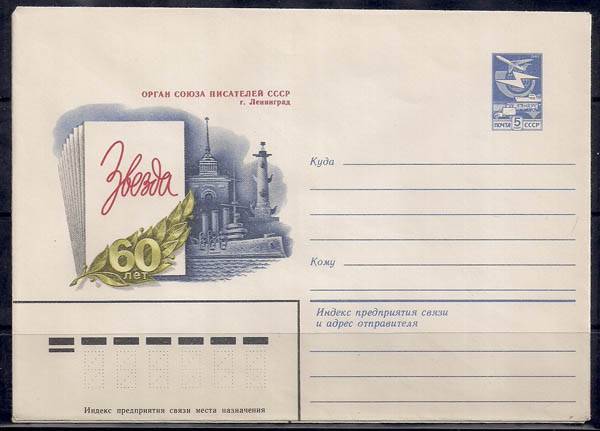 ОРГАН СОЮЗА ПИСАТЕЛЕЙ СССР
г. Ленинград
Звезда
60
лет
ПОЧТА 5 СССР
Куда
Кому
Индекс предприятия связи
и адрес отправителя
Индекс предприятия связи места назначения